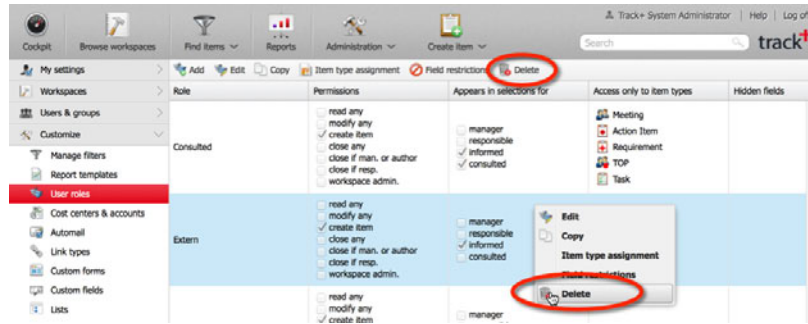 Track+ System Administrator | Help | Log of
Cockpit Browse workspaces Find items Reports Administration Create item Search track+
My settings Add Edit Copy Item type assignment Field restrictions Delete
Workspaces Role Permissions Appears in selections for Access only to item types Hidden fields
Users & groups
Customize
Manage filters
Report templates
User roles
Cost centers & accounts
Automail
Link types
Custom forms
Custom fields
Lists
Consulted
read any
modify any
create item
close any
close if man. or author
close if resp.
workspace admin.
manager
responsible
informed
consulted
Meeting
Action Item
Requirement
TOP
Task
Extern
read any
modify any
create item
close any
close if man. or author
close if resp.
workspace admin.
manager
responsible
informed
consulted
Edit
Copy
Item type assignment
Field restrictions
Delete
read any
modify any
create item
manager